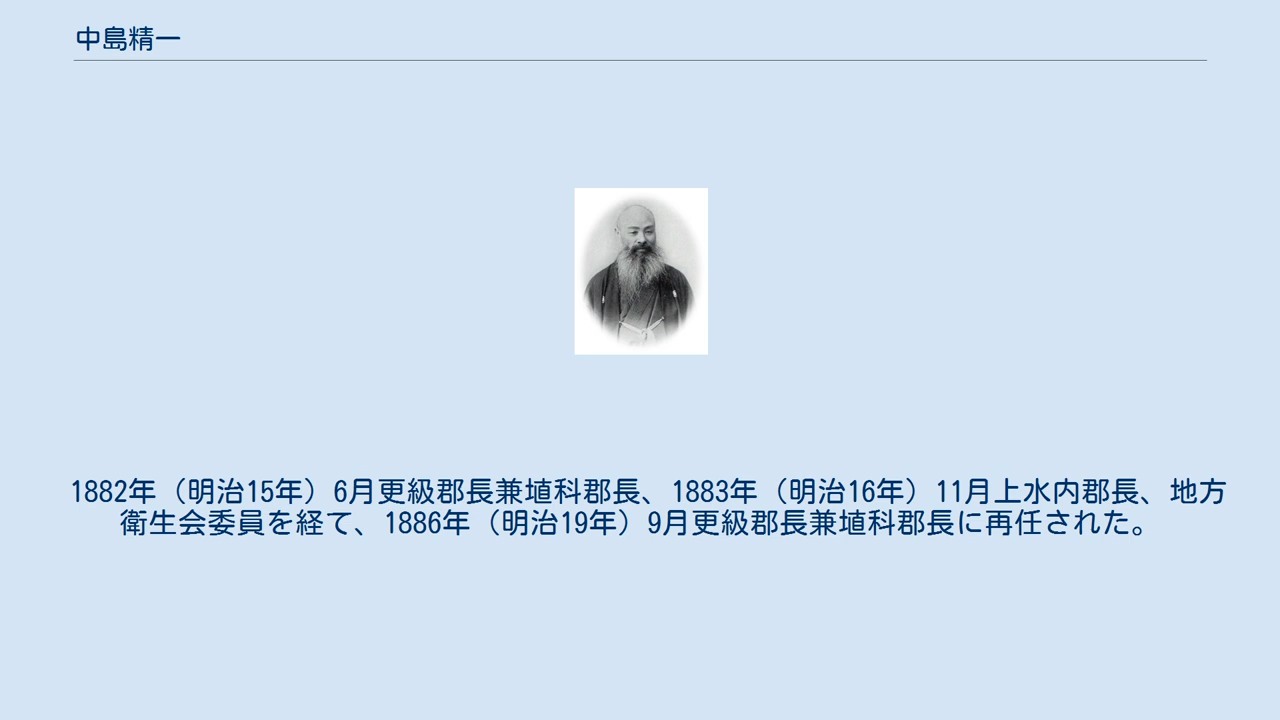 中島精一
1882年（明治15年）6月更級郡長兼埴科郡長、1883年（明治16年）11月上水内郡長、地方
衛生会委員を経て、1886年（明治19年）9月更級郡長兼埴科郡長に再任された。